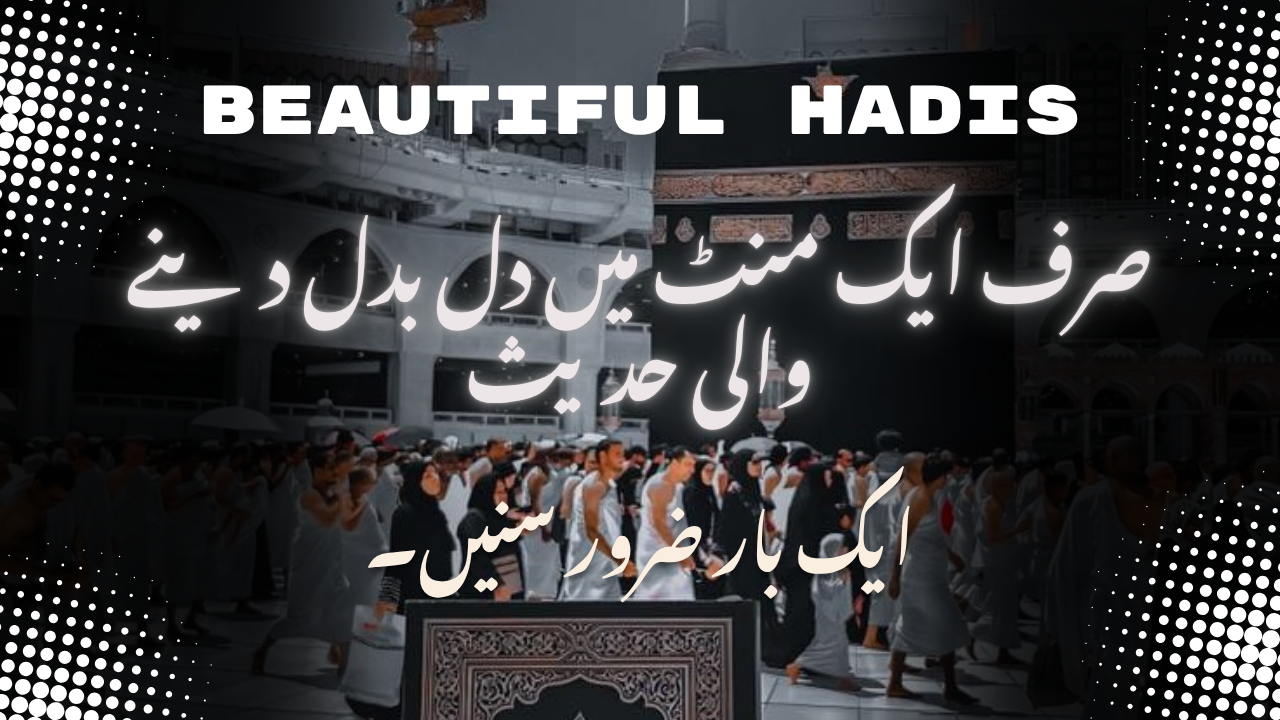 BEAUTIFUL HADIS
صرف ایک منٹ میں دل بدل دینے
والی حدیث
ایک بار ضرور سنیں۔